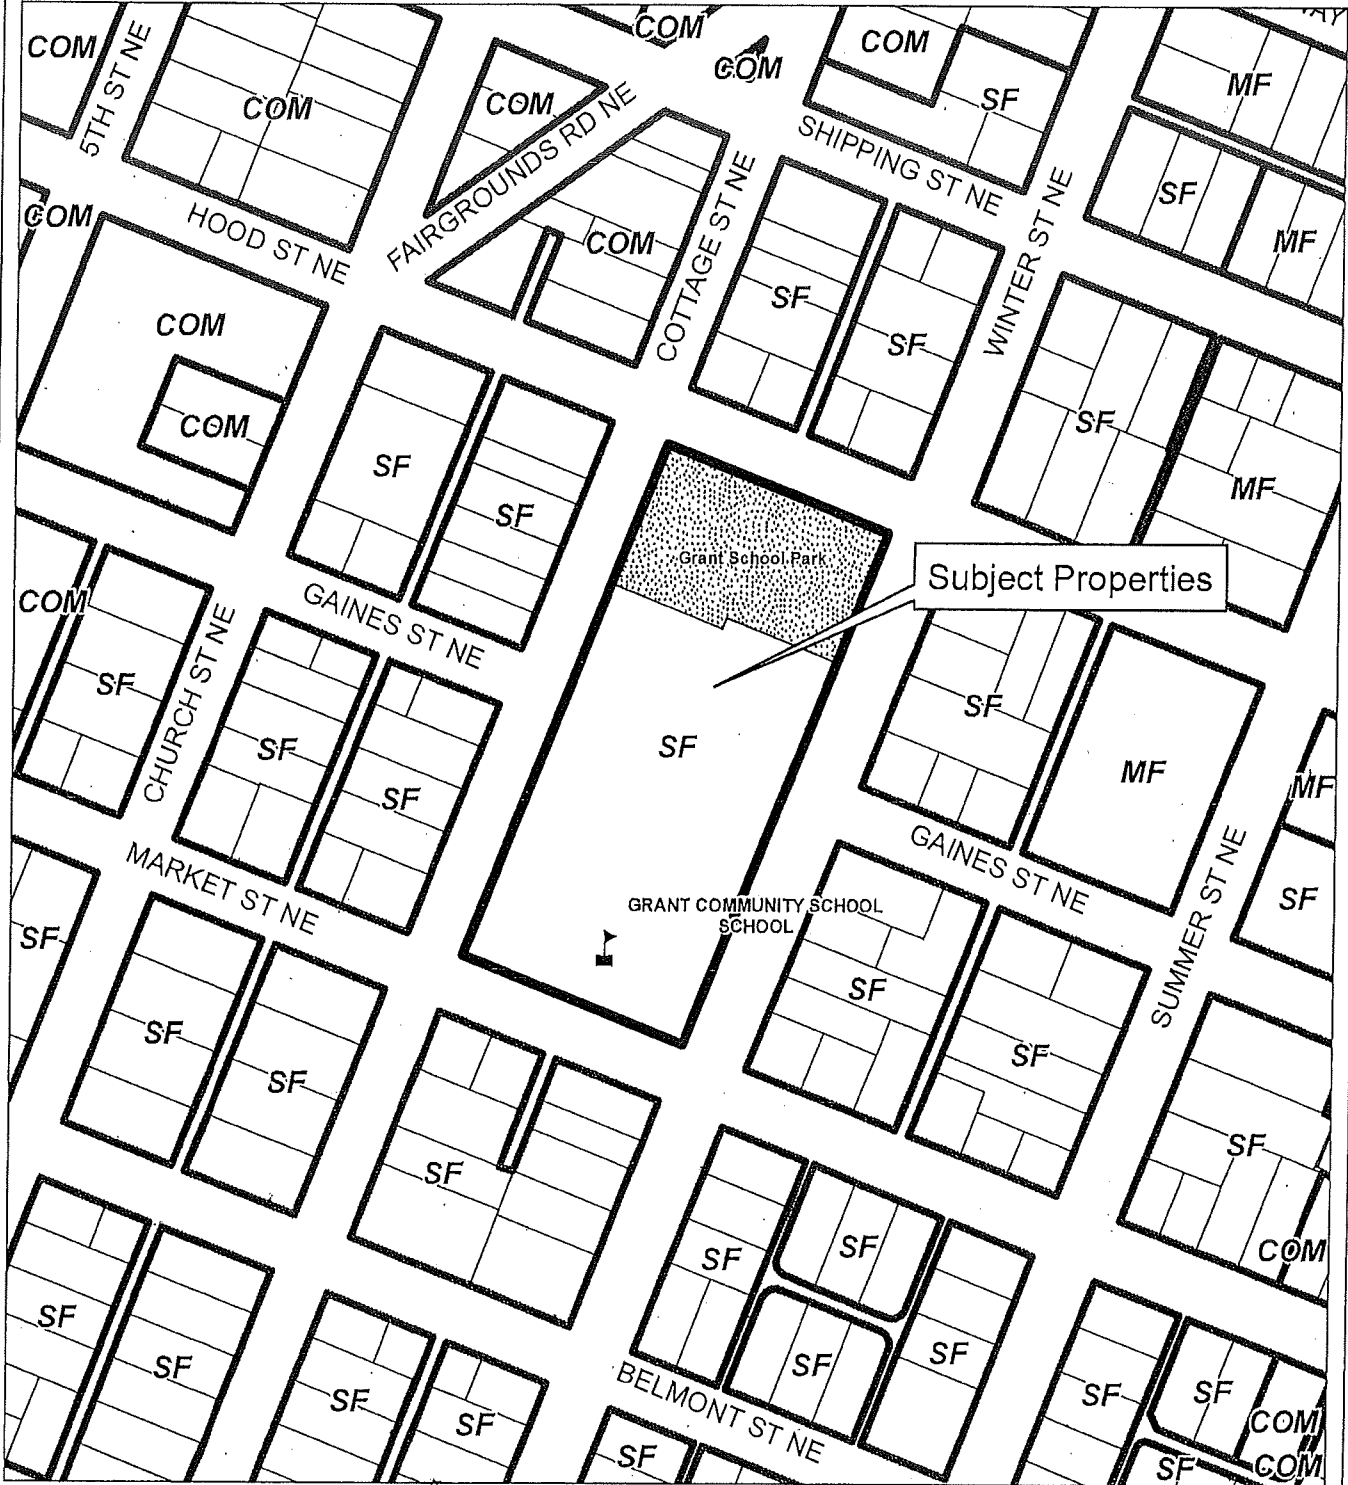 COM
COM
COM
AY
COM
5TH ST NE
COM
COM
FAIRGROUNDS RD NE
SHIPPING ST NE
SF
MF
SF
MF
COM
HOOD ST NE
COM
COTTAGE ST NE
WINTER ST NE
COM
SF
SF
COM
SF
SF
SF
MF
Grant School Park
Subject Properties
COM
GAINES ST NE
SF
CHURCH ST NE
SF
SF
SF
SF
MF
MF
MARKET ST NE
GAINES ST NE
SUMMER ST NE
SF
SF
GRANT COMMUNITY SCHOOL
SCHOOL
SF
SF
SF
SF
SF
SF
SF
SF
SF
SF
COM
SF
SF
SF
SF
SF
SF
SF
BELMONT ST NE
SF
SF
COM
SF
SF
COM